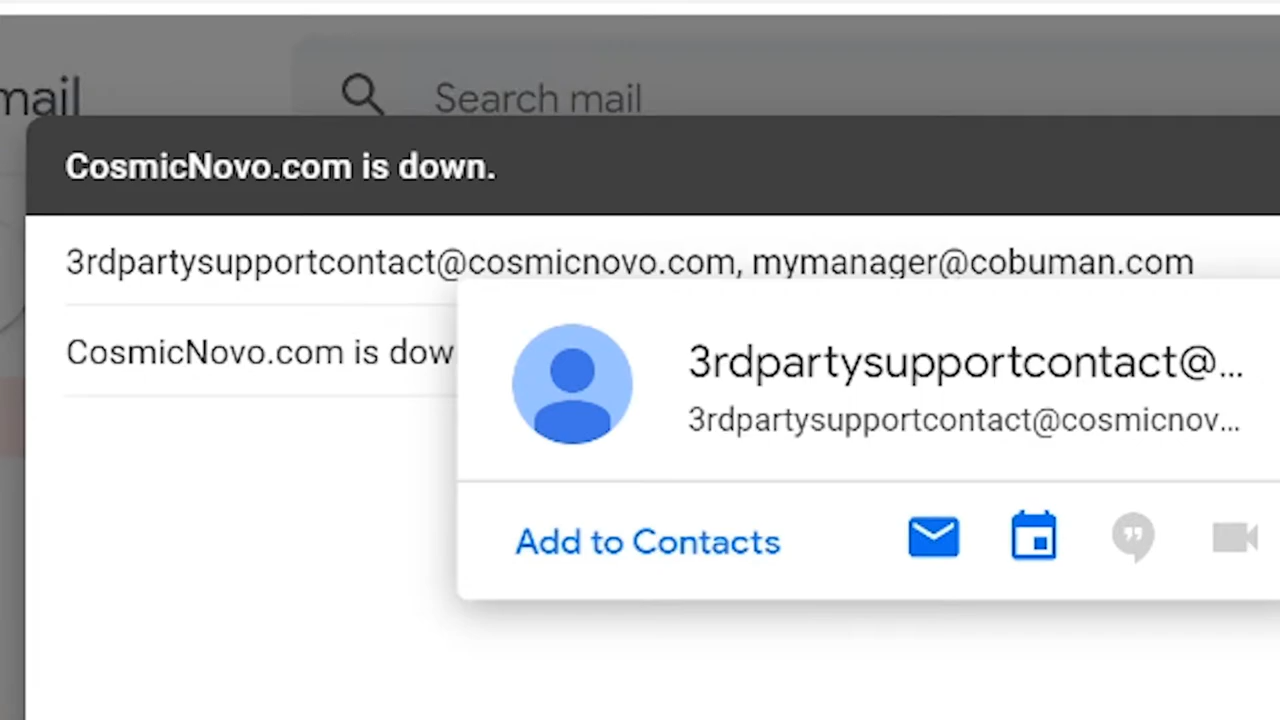 mail
Search mail
CosmicNovo.com is down.
3rdpartysupportcontact@cosmicnovo.com, mymanager@cobuman.com
CosmicNovo.com is dow
3rdpartysupportcontact@...
3rdpartysupportcontact@cosmicnov...
Add to Contacts